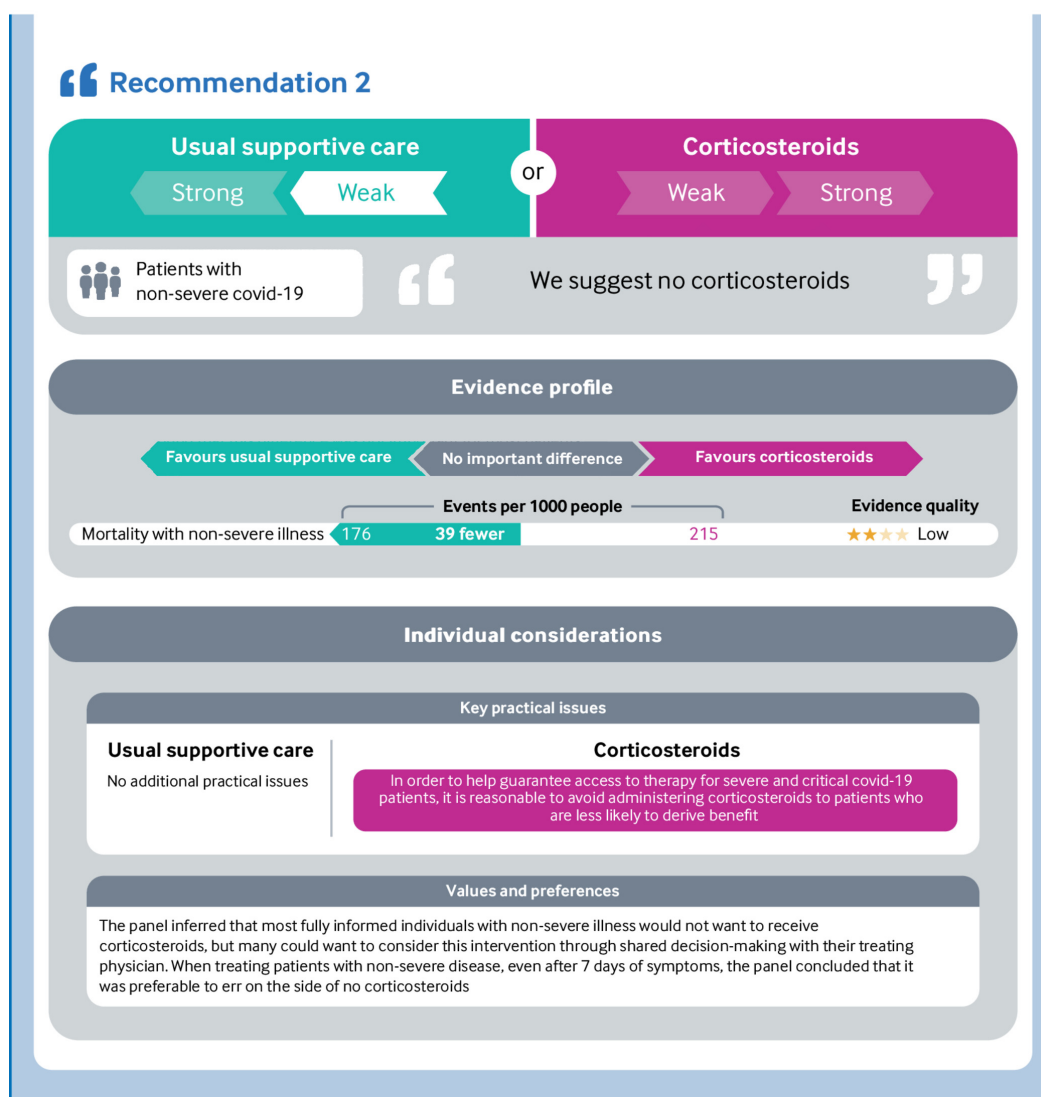 Recommendation 2
Usual supportive care
Strong
Weak
or
Corticosteroids
Weak
Strong
Patients with
non-severe covid-19
We suggest no corticosteroids
Evidence profile
Favours usual supportive care
No important difference
Favours corticosteroids
Events per 1000 people
Evidence quality
Mortality with non-severe illness 176 39 fewer 215 Low
Individual considerations
Key practical issues
Usual supportive care
No additional practical issues
Corticosteroids
In order to help guarantee access to therapy for severe and critical covid-19
patients, it is reasonable to avoid administering corticosteroids to patients who
are less likely to derive benefit
Values and preferences
The panel inferred that most fully informed individuals with non-severe illness would not want to receive
corticosteroids, but many could want to consider this intervention through shared decision-making with their treating
physician. When treating patients with non-severe disease, even after 7 days of symptoms, the panel concluded that it
was preferable to err on the side of no corticosteroids